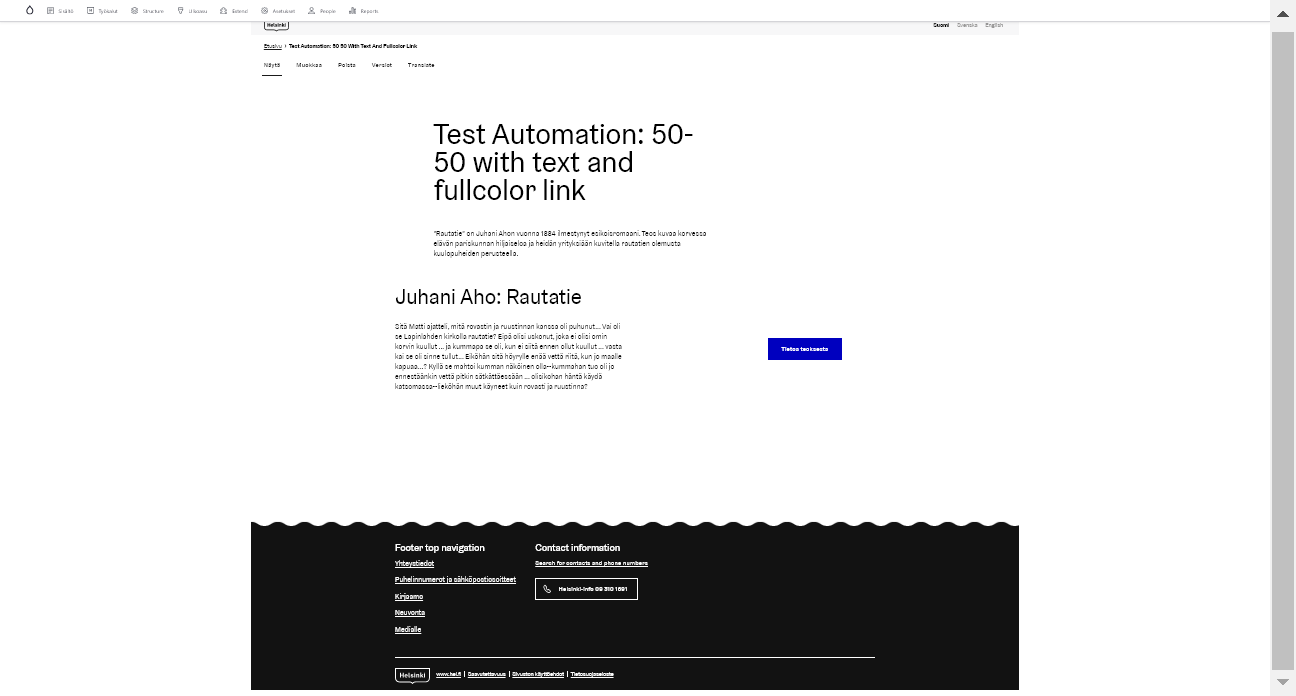 Sisältö Työkalut Structure Ulkoasu Extend Asetukset People Reports
Helsinki Suomi Svenska English
Etusivu › Test Automation: 50 50 With Text And Fullcolor Link
Näytä Muokkaa Poista Versiot Translate
Test Automation: 50-
50 with text and
fullcolor link
"Rautatie" on Juhani Ahon vuonna 1884 ilmestynyt esikoisromaani. Teos kuvaa korvessa
elävän pariskunnan hiljaiseloa ja heidän yrityksiään kuvitella rautatien olemusta
kuulopuheiden perusteella.
Juhani Aho: Rautatie
Sitä Matti ajatteli, mitä rovastin ja ruustinnan kanssa oli puhunut... Vai oli
se Lapinlahden kirkolla rautatie? Eipä olisi uskonut, joka ei olisi omin
korvin kuullut ... ja kummapa se oli, kun ei siitä ennen ollut kuullut ... vasta
kai se oli sinne tullut... Eiköhän sitä höyrylle enää vettä riitä, kun jo maalle
kapuaa...? Kyllä se mahtoi kumman näköinen olla--kummahan tuo oli jo
ennestäänkin vettä pitkin sätkättäessään ... olisikohan häntä käydä
katsomassa--lieköhän muut käyneet kuin rovasti ja ruustinna?
Tietoa teoksesta
Footer top navigation
Yhteystiedot
Puhelinnumerot ja sähköpostiosoitteet
Kirjaamo
Neuvonta
Medialle
Contact information
Search for contacts and phone numbers
Helsinki-info 09 310 1691
Helsinki www.hel.fi | Saavutettavuus | Sivuston käyttöehdot | Tietosuojaseloste